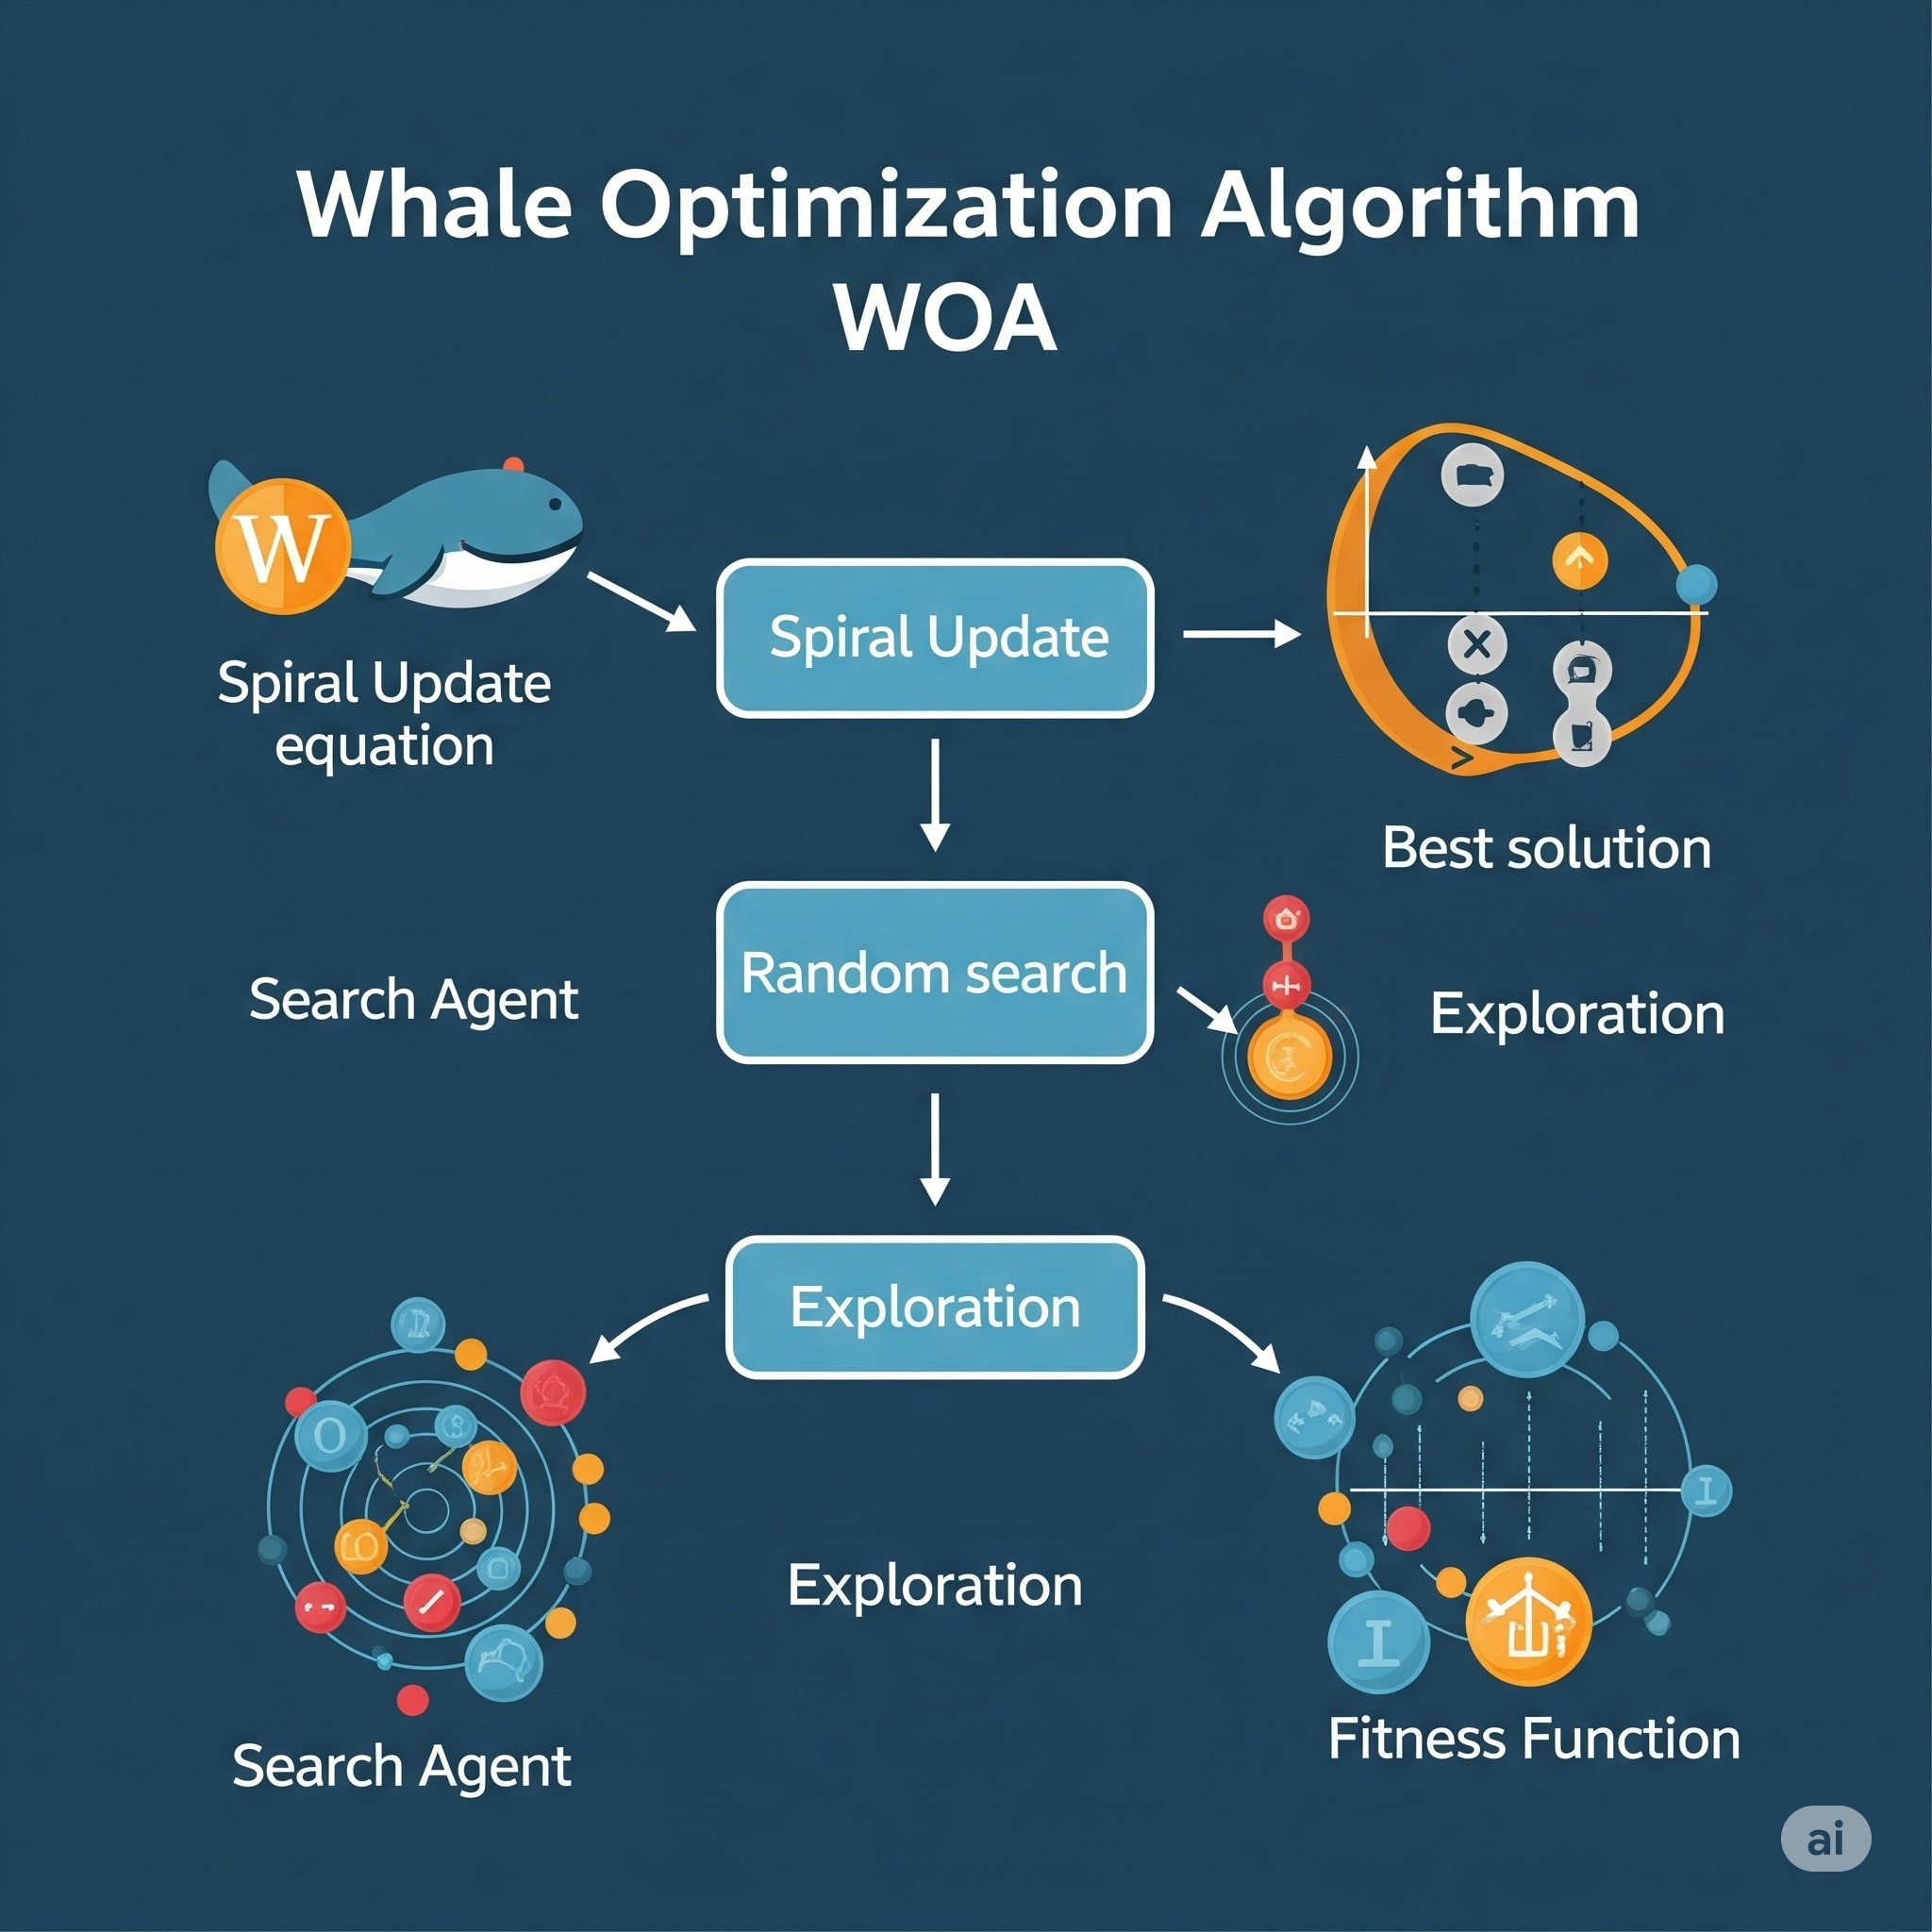 Whale Optimization Algorithm
WOA
W
Spiral Update
equation
Spiral Update
Best solution
Search Agent
Random search
Exploration
Exploration
O
I
I
Exploration
Search Agent
Fitness Function
ai